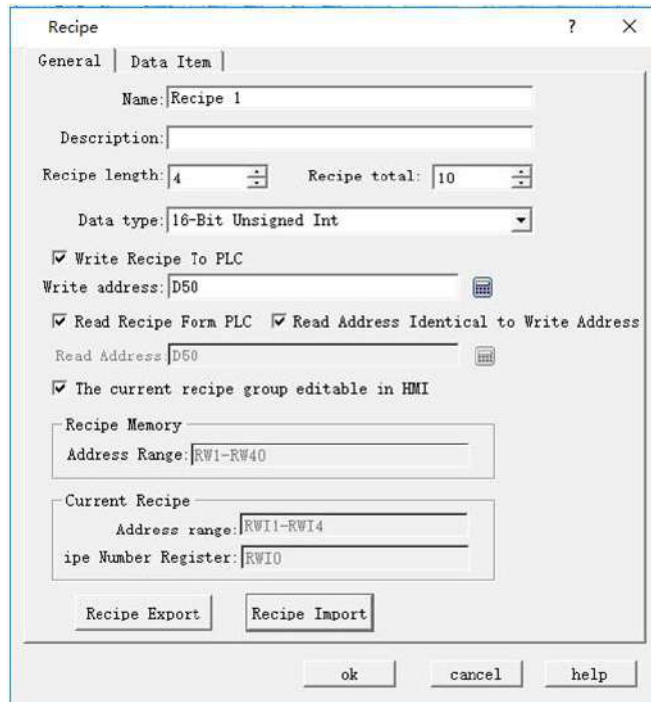 Recipe ? ×
General Data Item
Name: Recipe 1
Description:
Recipe length: 4 Recipe total: 10
Data type: 16-Bit Unsigned Int
Write Recipe To PLC
Write address: D50
Read Recipe Form PLC Read Address Identical to Write Address
Read Address: D50
The current recipe group editable in HMI
Recipe Memory
Address Range: RW1-RW40
Current Recipe
Address range: RWI1-RWI4
ipe Number Register: RWI0
Recipe Export Recipe Import
ok cancel help